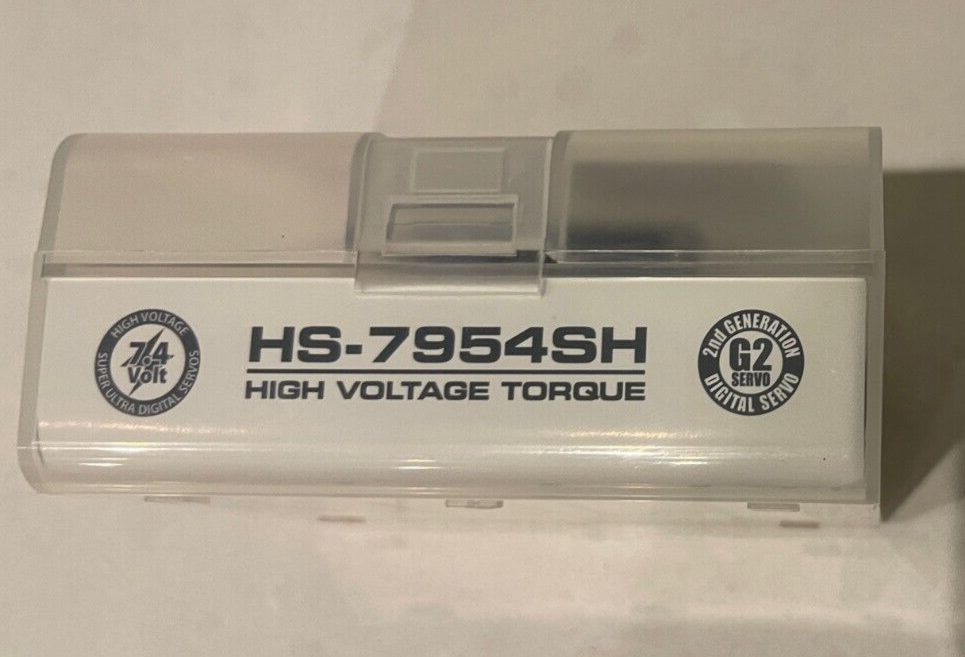 HIGH VOLTAGE
7.4
Volt
SUPER ULTRA DIGITAL SERVOS
HS-7954SH
HIGH VOLTAGE TORQUE
2nd GENERATION
G2
SERVO
DIGITAL SERVO